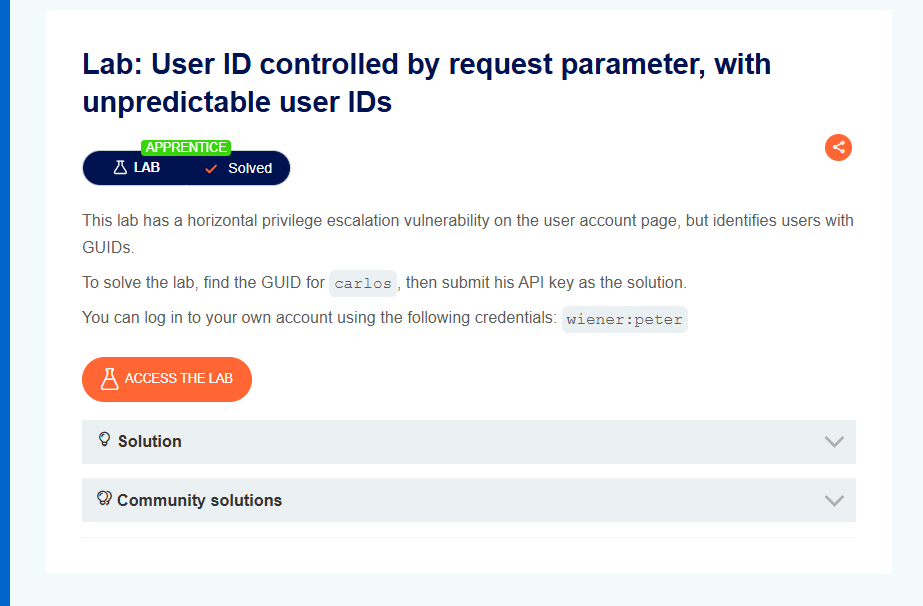 Lab: User ID controlled by request parameter, with
unpredictable user IDs
APPRENTICE
LAB Solved
This lab has a horizontal privilege escalation vulnerability on the user account page, but identifies users with
GUIDs.
To solve the lab, find the GUID for carlos, then submit his API key as the solution.
You can log in to your own account using the following credentials: wiener:peter
ACCESS THE LAB
Solution
Community solutions